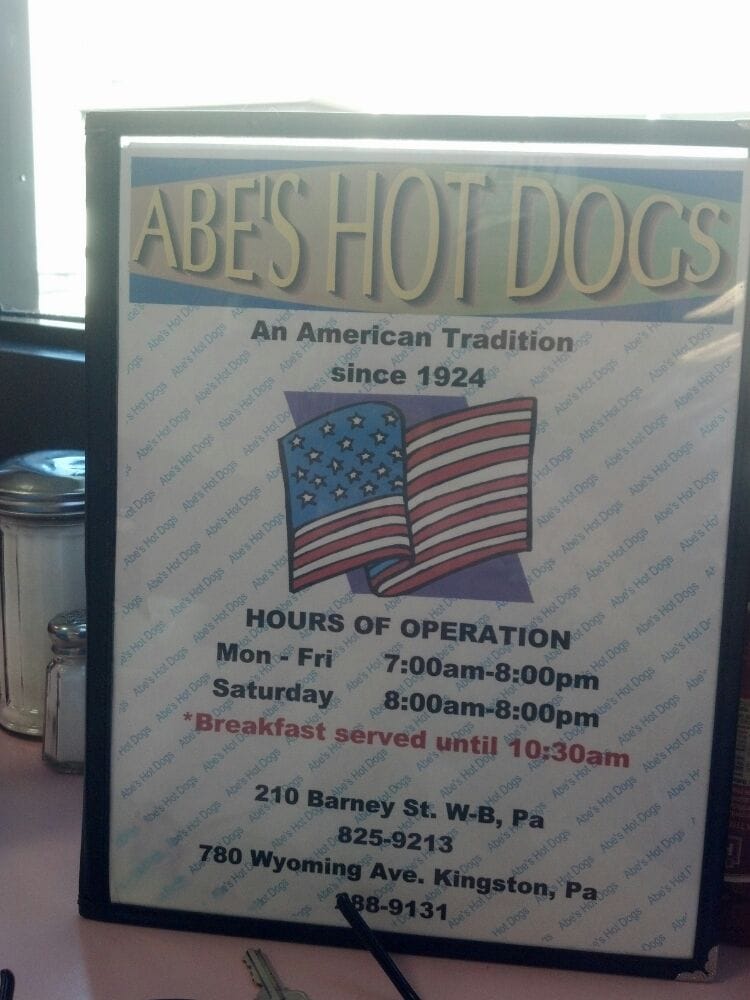 ABE'S HOT DOGS
An American Tradition
since 1924
HOURS OF OPERATION
Mon - Fri 7:00am-8:00pm
Saturday 8:00am-8:00pm
*Breakfast served until 10:30am
210 Barney St. W-B, Pa
825-9213
780 Wyoming Ave. Kingston, Pa
88-9131